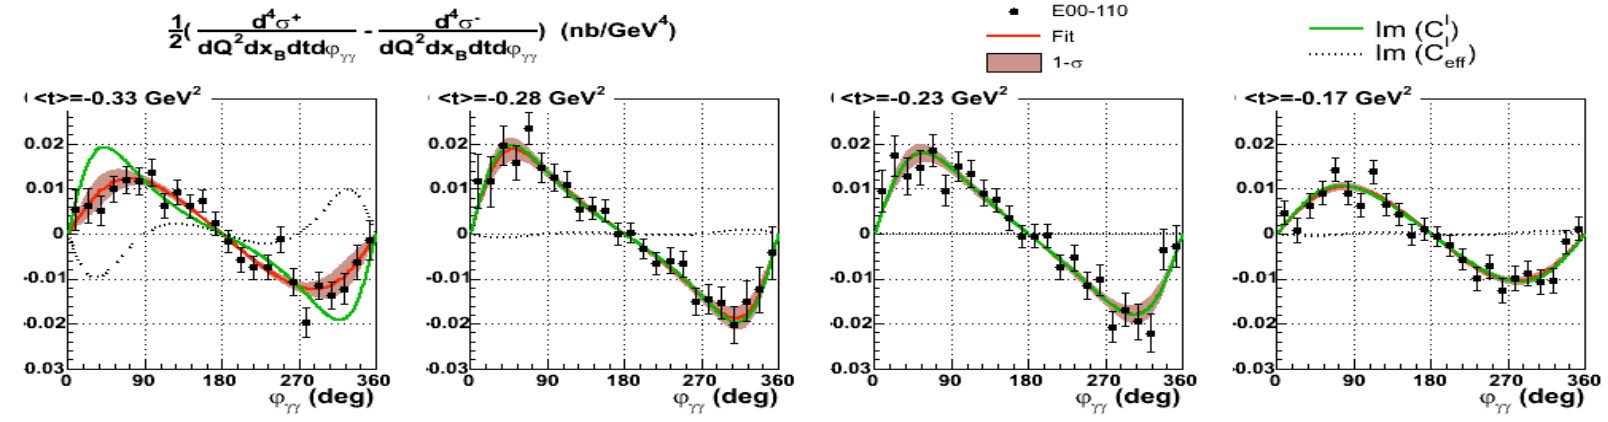 ½( d⁴σ⁺ / dQ²dx_B dtdφ_γγ - d⁴σ⁻ / dQ²dx_B dtdφ_γγ ) (nb/GeV⁴)
E00-110
Fit
1-σ
Im (C^I)
Im (C^I_eff)
<t>=-0.33 GeV²
<t>=-0.28 GeV²
<t>=-0.23 GeV²
<t>=-0.17 GeV²
0.02 0.02 0.02 0.02
0.01 0.01 0.01 0.01
0 0 0 0
-0.01 -0.01 -0.01 -0.01
-0.02 -0.02 -0.02 -0.02
0.03 0.03 0.03 0.03
0 90 180 270 360 0 90 180 270 360 0 90 180 270 360 0 90 180 270 360
φ_γγ (deg) φ_γγ (deg) φ_γγ (deg) φ_γγ (deg)